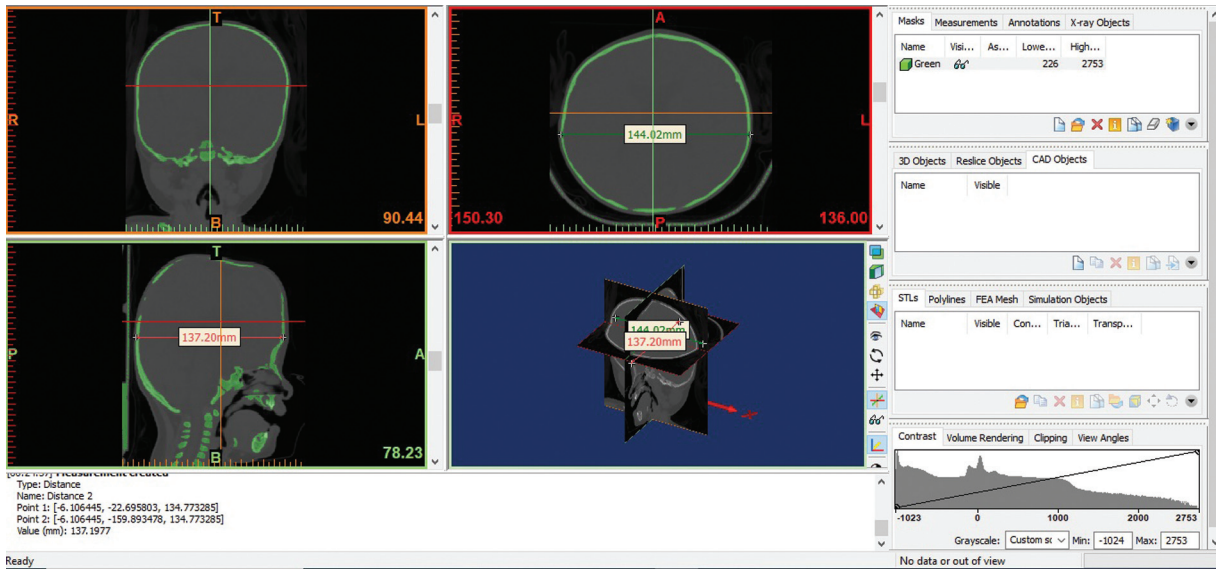 T
R
L
B
90.44
A
R
L
144.02mm
P
150.30
136.00
T
P
A
137.20mm
B
78.23
144.02mm
137.20mm
Type: Distance
Name: Distance 2
Point 1: [-6.106445, -22.695803, 134.773285]
Point 2: [-6.106445, -159.893478, 134.773285]
Value (mm): 137.1977
Ready
Masks Measurements Annotations X-ray Objects
Name Visi... As... Lowe... High...
Green 226 2753
3D Objects Reslice Objects CAD Objects
Name Visible
STLs Polylines FEA Mesh Simulation Objects
Name Visible Con... Tria... Transp...
Contrast Volume Rendering Clipping View Angles
-1023 0 1000 2000 2753
Grayscale: Custom sc Min: -1024 Max: 2753
No data or out of view